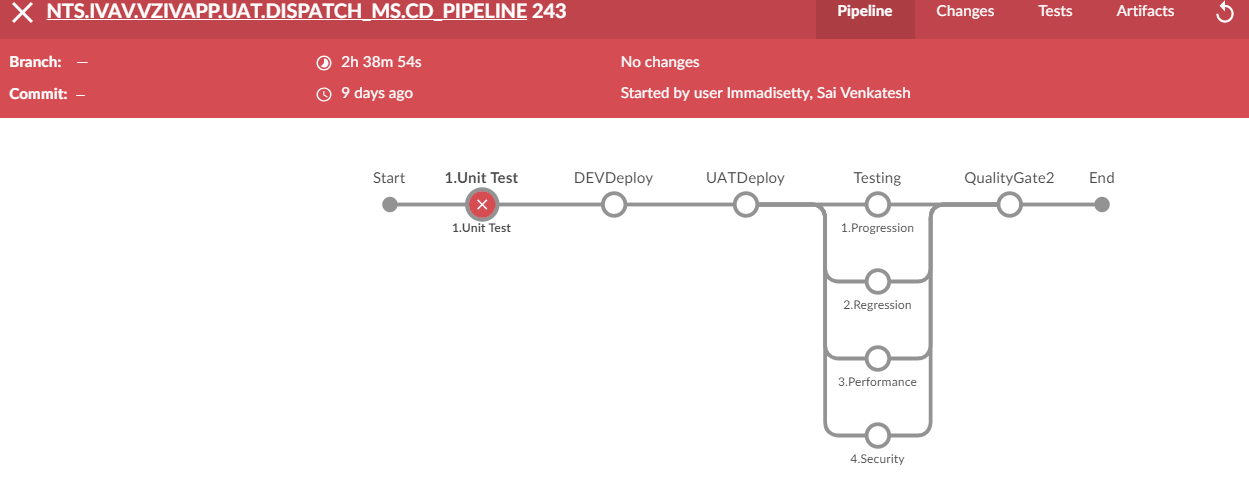 NTS.IVAV.VZIVAPP.UAT.DISPATCH_MS.CD_PIPELINE 243
Pipeline Changes Tests Artifacts
Branch: — 2h 38m 54s No changes
Commit: — 9 days ago Started by user Immadisetty, Sai Venkatesh
Start 1.Unit Test DEVDeploy UATDeploy Testing QualityGate2 End
1.Unit Test 1.Progression
2.Regression
3.Performance
4.Security